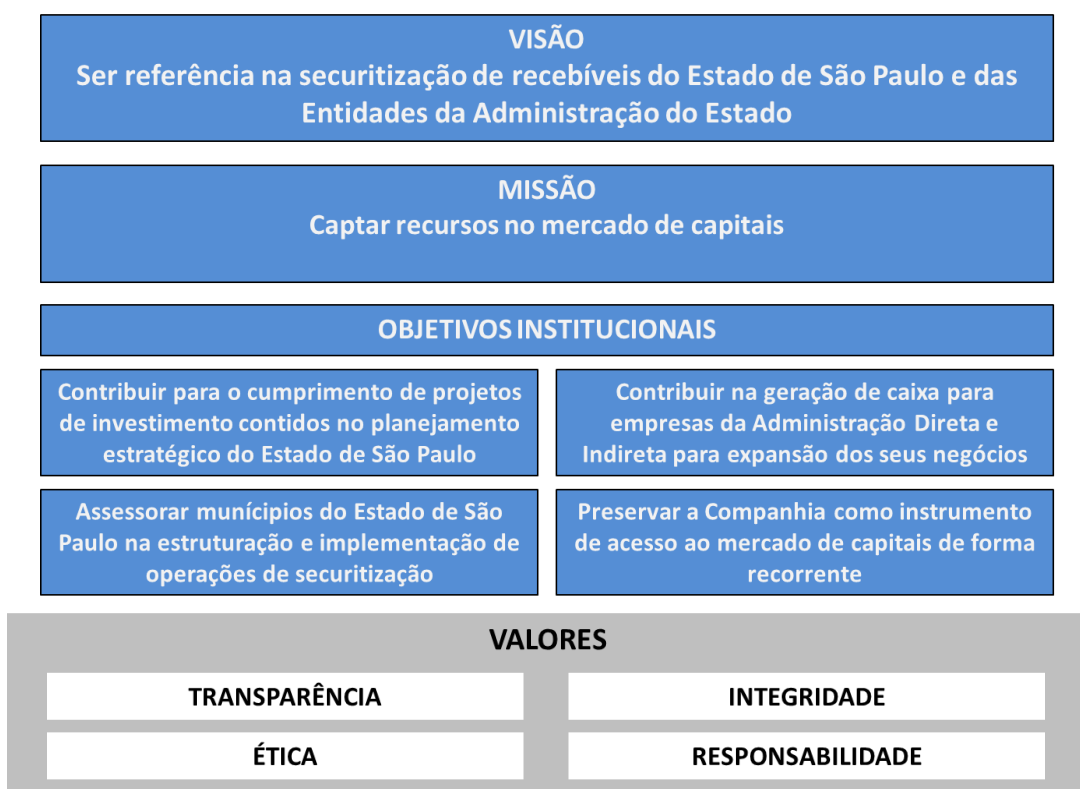 VISÃO
Ser referência na securitização de recebíveis do Estado de São Paulo e das
Entidades da Administração do Estado
MISSÃO
Captar recursos no mercado de capitais
OBJETIVOS INSTITUCIONAIS
Contribuir para o cumprimento de projetos
de investimento contidos no planejamento
estratégico do Estado de São Paulo
Contribuir na geração de caixa para
empresas da Administração Direta e
Indireta para expansão dos seus negócios
Assessorar munícipios do Estado de São
Paulo na estruturação e implementação de
operações de securitização
Preservar a Companhia como instrumento
de acesso ao mercado de capitais de forma
recorrente
VALORES
TRANSPARÊNCIA
INTEGRIDADE
ÉTICA
RESPONSABILIDADE